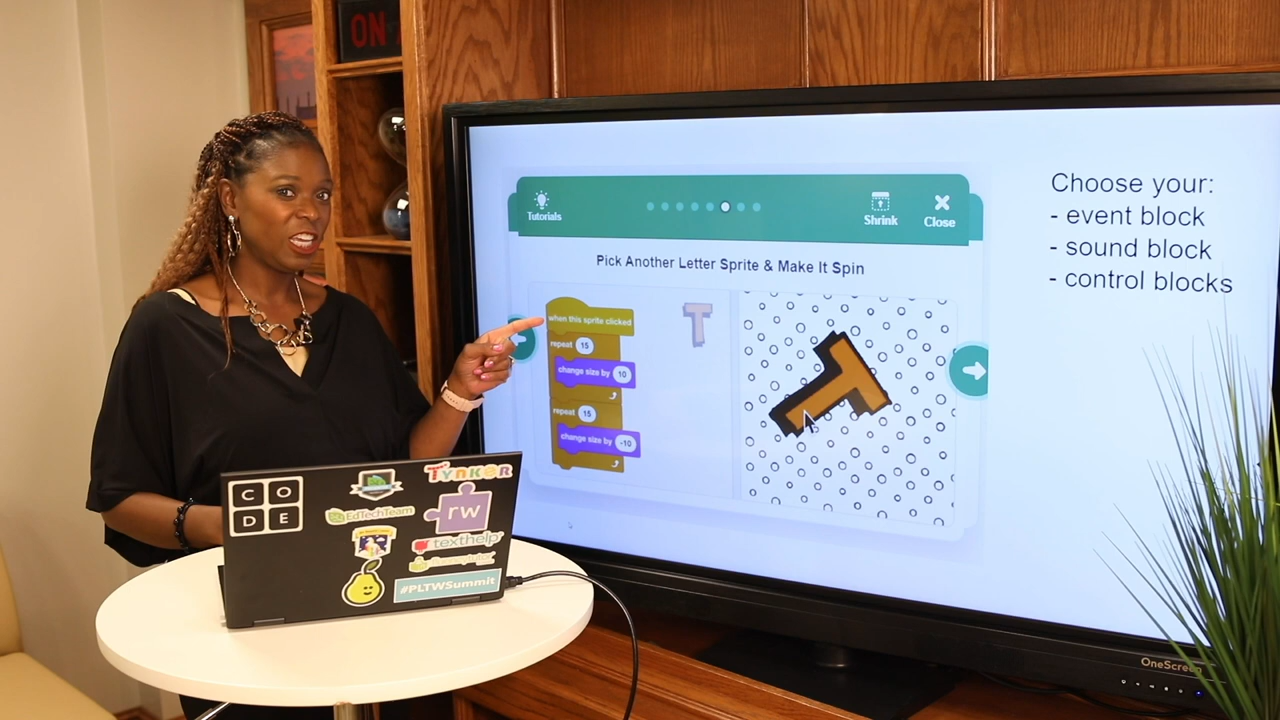 ON
Tutorials
Shrink
Close
Pick Another Letter Sprite & Make It Spin
when this sprite clicked
repeat 15
change size by 10
repeat 15
change size by -10
T
T
Choose your:
- event block
- sound block
- control blocks
CODE
EdTechTeam
TYNKER
rw
texthelp
#PLTWSummit
OneScreen